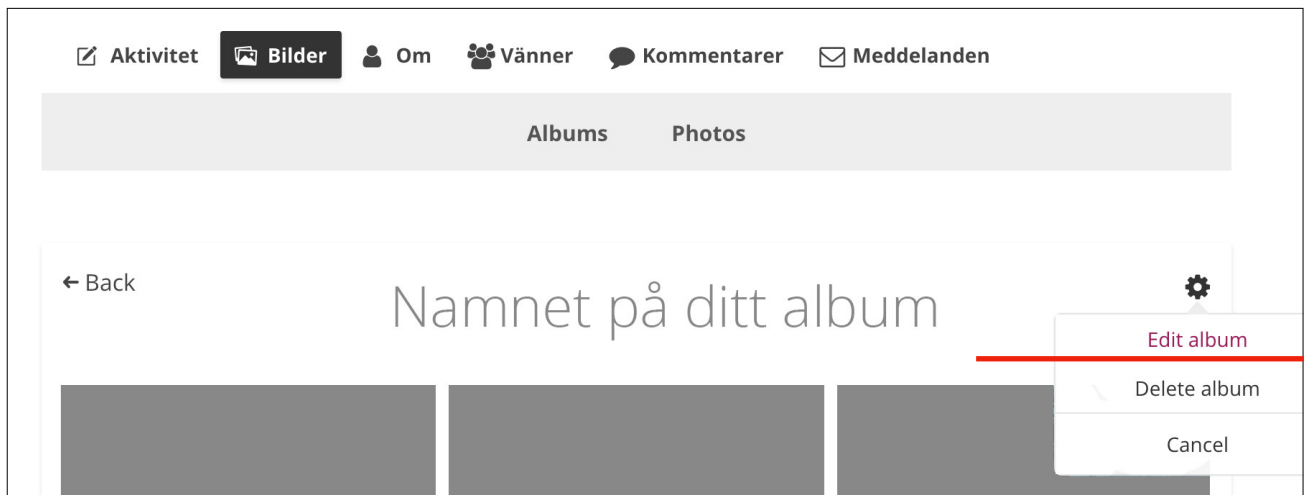 Aktivitet Bilder Om Vänner Kommentarer Meddelanden
Albums Photos
Back
Namnet på ditt album
Edit album
Delete album
Cancel